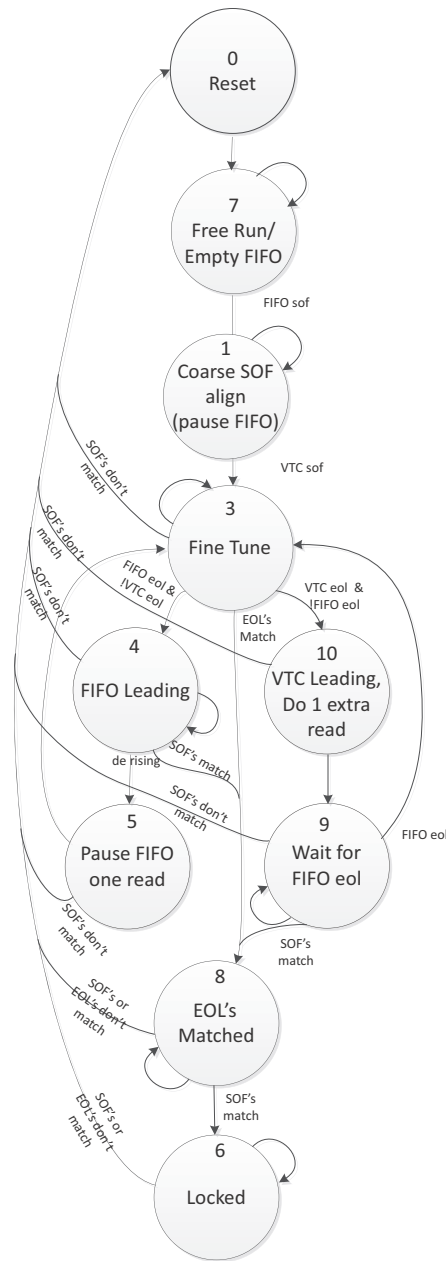 0
Reset
7
Free Run/
Empty FIFO
FIFO sof
1
Coarse SOF
align
(pause FIFO)
VTC sof
SOF's don't
match
3
Fine Tune
SOF's don't
match
FIFO eol &
!VTC eol
VTC eol &
!FIFO eol
EOL's
Match
SOF's don't
match
4
FIFO Leading
10
VTC Leading,
Do 1 extra
read
de rising
SOF's match
SOF's don't
match
5
Pause FIFO
one read
9
Wait for
FIFO eol
FIFO eol
SOF's don't
match
SOF's
match
8
EOL's
Matched
SOF's or
EOL's don't
match
SOF's
match
SOF's or
EOL's don't
match
6
Locked